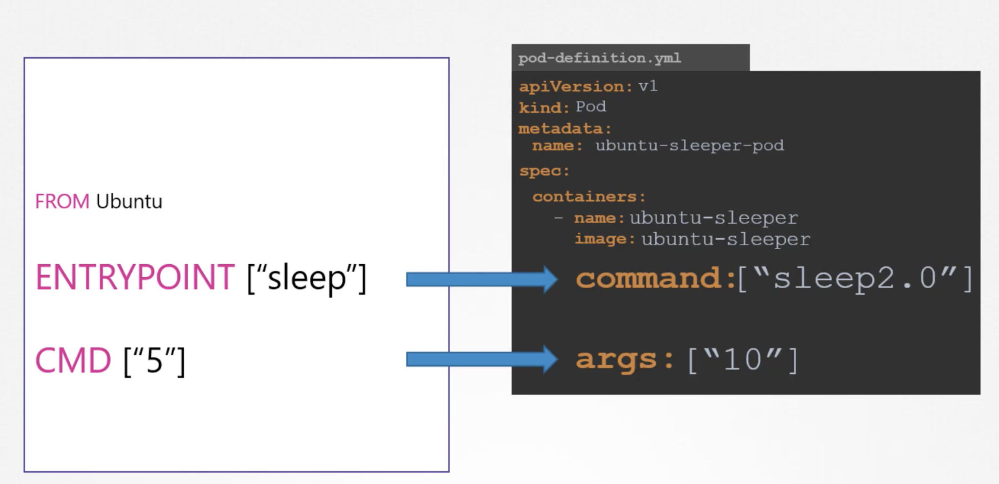 FROM Ubuntu
ENTRYPOINT [“sleep”]
CMD [“5”]
pod-definition.yml
apiVersion: v1
kind: Pod
metadata:
name: ubuntu-sleeper-pod
spec:
containers:
- name: ubuntu-sleeper
image: ubuntu-sleeper
command:[“sleep2.0”]
args: [“10”]